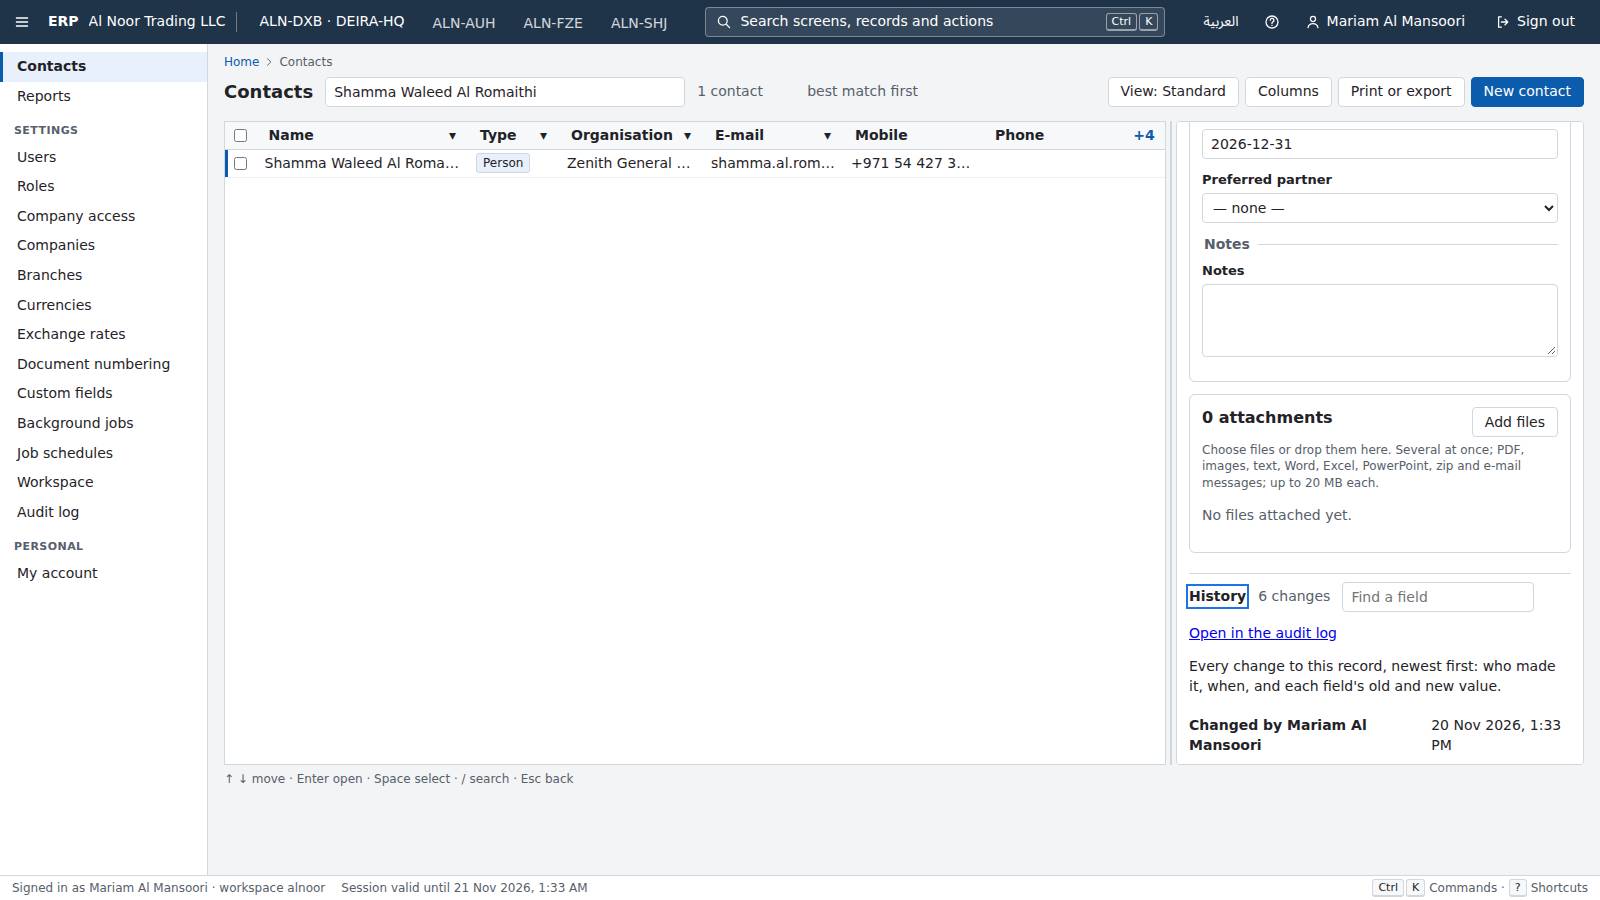 ERP Al Noor Trading LLC
ALN-DXB · DEIRA-HQ
ALN-AUH
ALN-FZE
ALN-SHJ
Search screens, records and actions
Ctrl K
العربية
Mariam Al Mansoori
Sign out
Contacts
Reports
SETTINGS
Users
Roles
Company access
Companies
Branches
Currencies
Exchange rates
Document numbering
Custom fields
Background jobs
Job schedules
Workspace
Audit log
PERSONAL
My account
Home > Contacts
Contacts
Shamma Waleed Al Romaithi
1 contact
best match first
View: Standard
Columns
Print or export
New contact
Name ▼ Type ▼ Organisation ▼ E-mail ▼ Mobile Phone +4
Shamma Waleed Al Roma… Person Zenith General … shamma.al.rom… +971 54 427 3…
↑ ↓ move · Enter open · Space select · / search · Esc back
2026-12-31
Preferred partner
— none —
Notes
Notes
0 attachments
Add files
Choose files or drop them here. Several at once; PDF,
images, text, Word, Excel, PowerPoint, zip and e-mail
messages; up to 20 MB each.
No files attached yet.
History 6 changes Find a field
Open in the audit log
Every change to this record, newest first: who made
it, when, and each field's old and new value.
Changed by Mariam Al
Mansoori
20 Nov 2026, 1:33
PM
Signed in as Mariam Al Mansoori · workspace alnoor
Session valid until 21 Nov 2026, 1:33 AM
Ctrl K Commands · ? Shortcuts